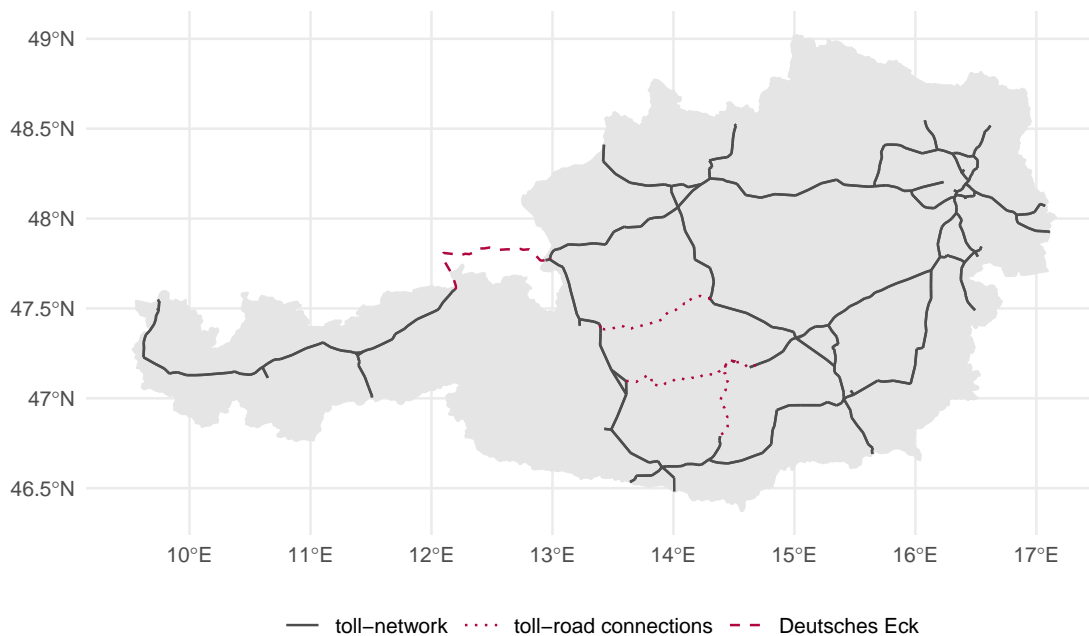 49°N
48.5°N
48°N
47.5°N
47°N
46.5°N
10°E 11°E 12°E 13°E 14°E 15°E 16°E 17°E
toll−network toll−road connections Deutsches Eck